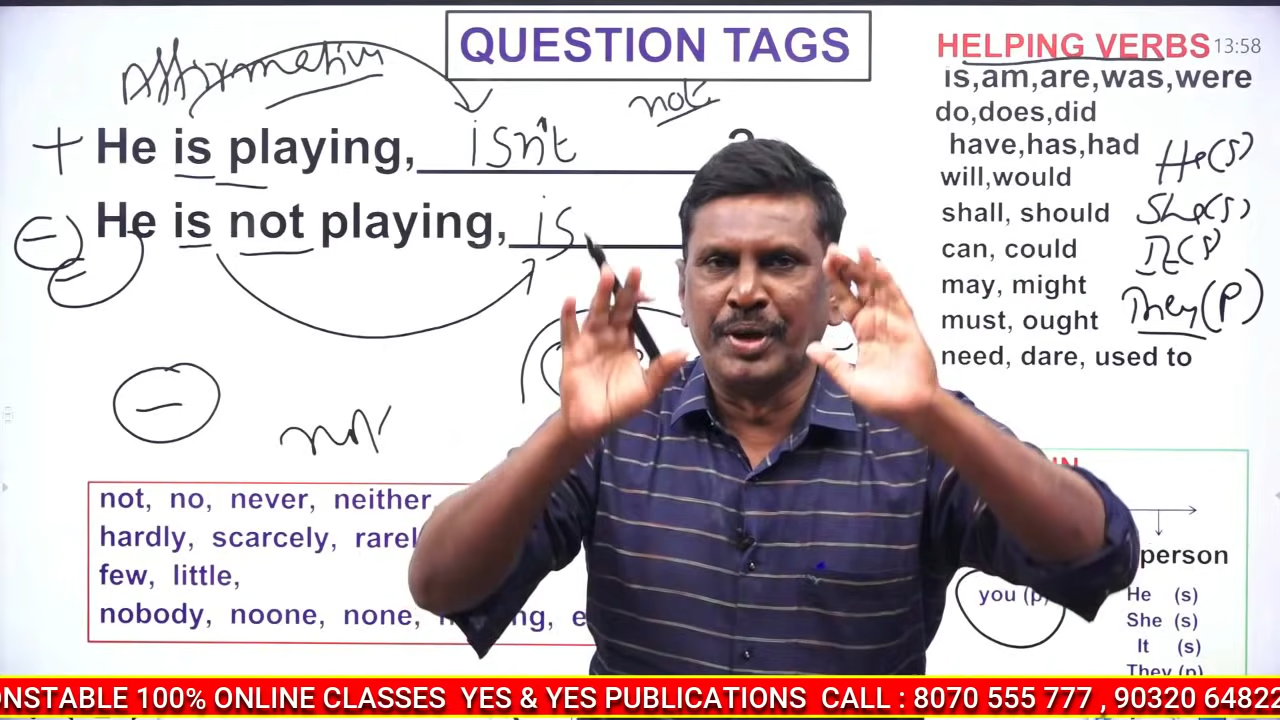 QUESTION TAGS
HELPING VERBS 13:58
Affirmative
not
+ He is playing, isn't ?
(-) He is not playing, is
-
-
not
is,am,are,was,were
do,does,did
have,has,had
will,would
shall, should
can, could
may, might
must, ought
need, dare, used to
He(s)
She(s)
It(s)
They(P)
not, no, never, neither,
hardly, scarcely,
few, little,
nobody, noone, none,
person
you (p)
He (s)
She (s)
It (s)
They (p)
100% ONLINE CLASSES YES & YES PUBLICATIONS CALL : 8070 555 777 , 90320 64822